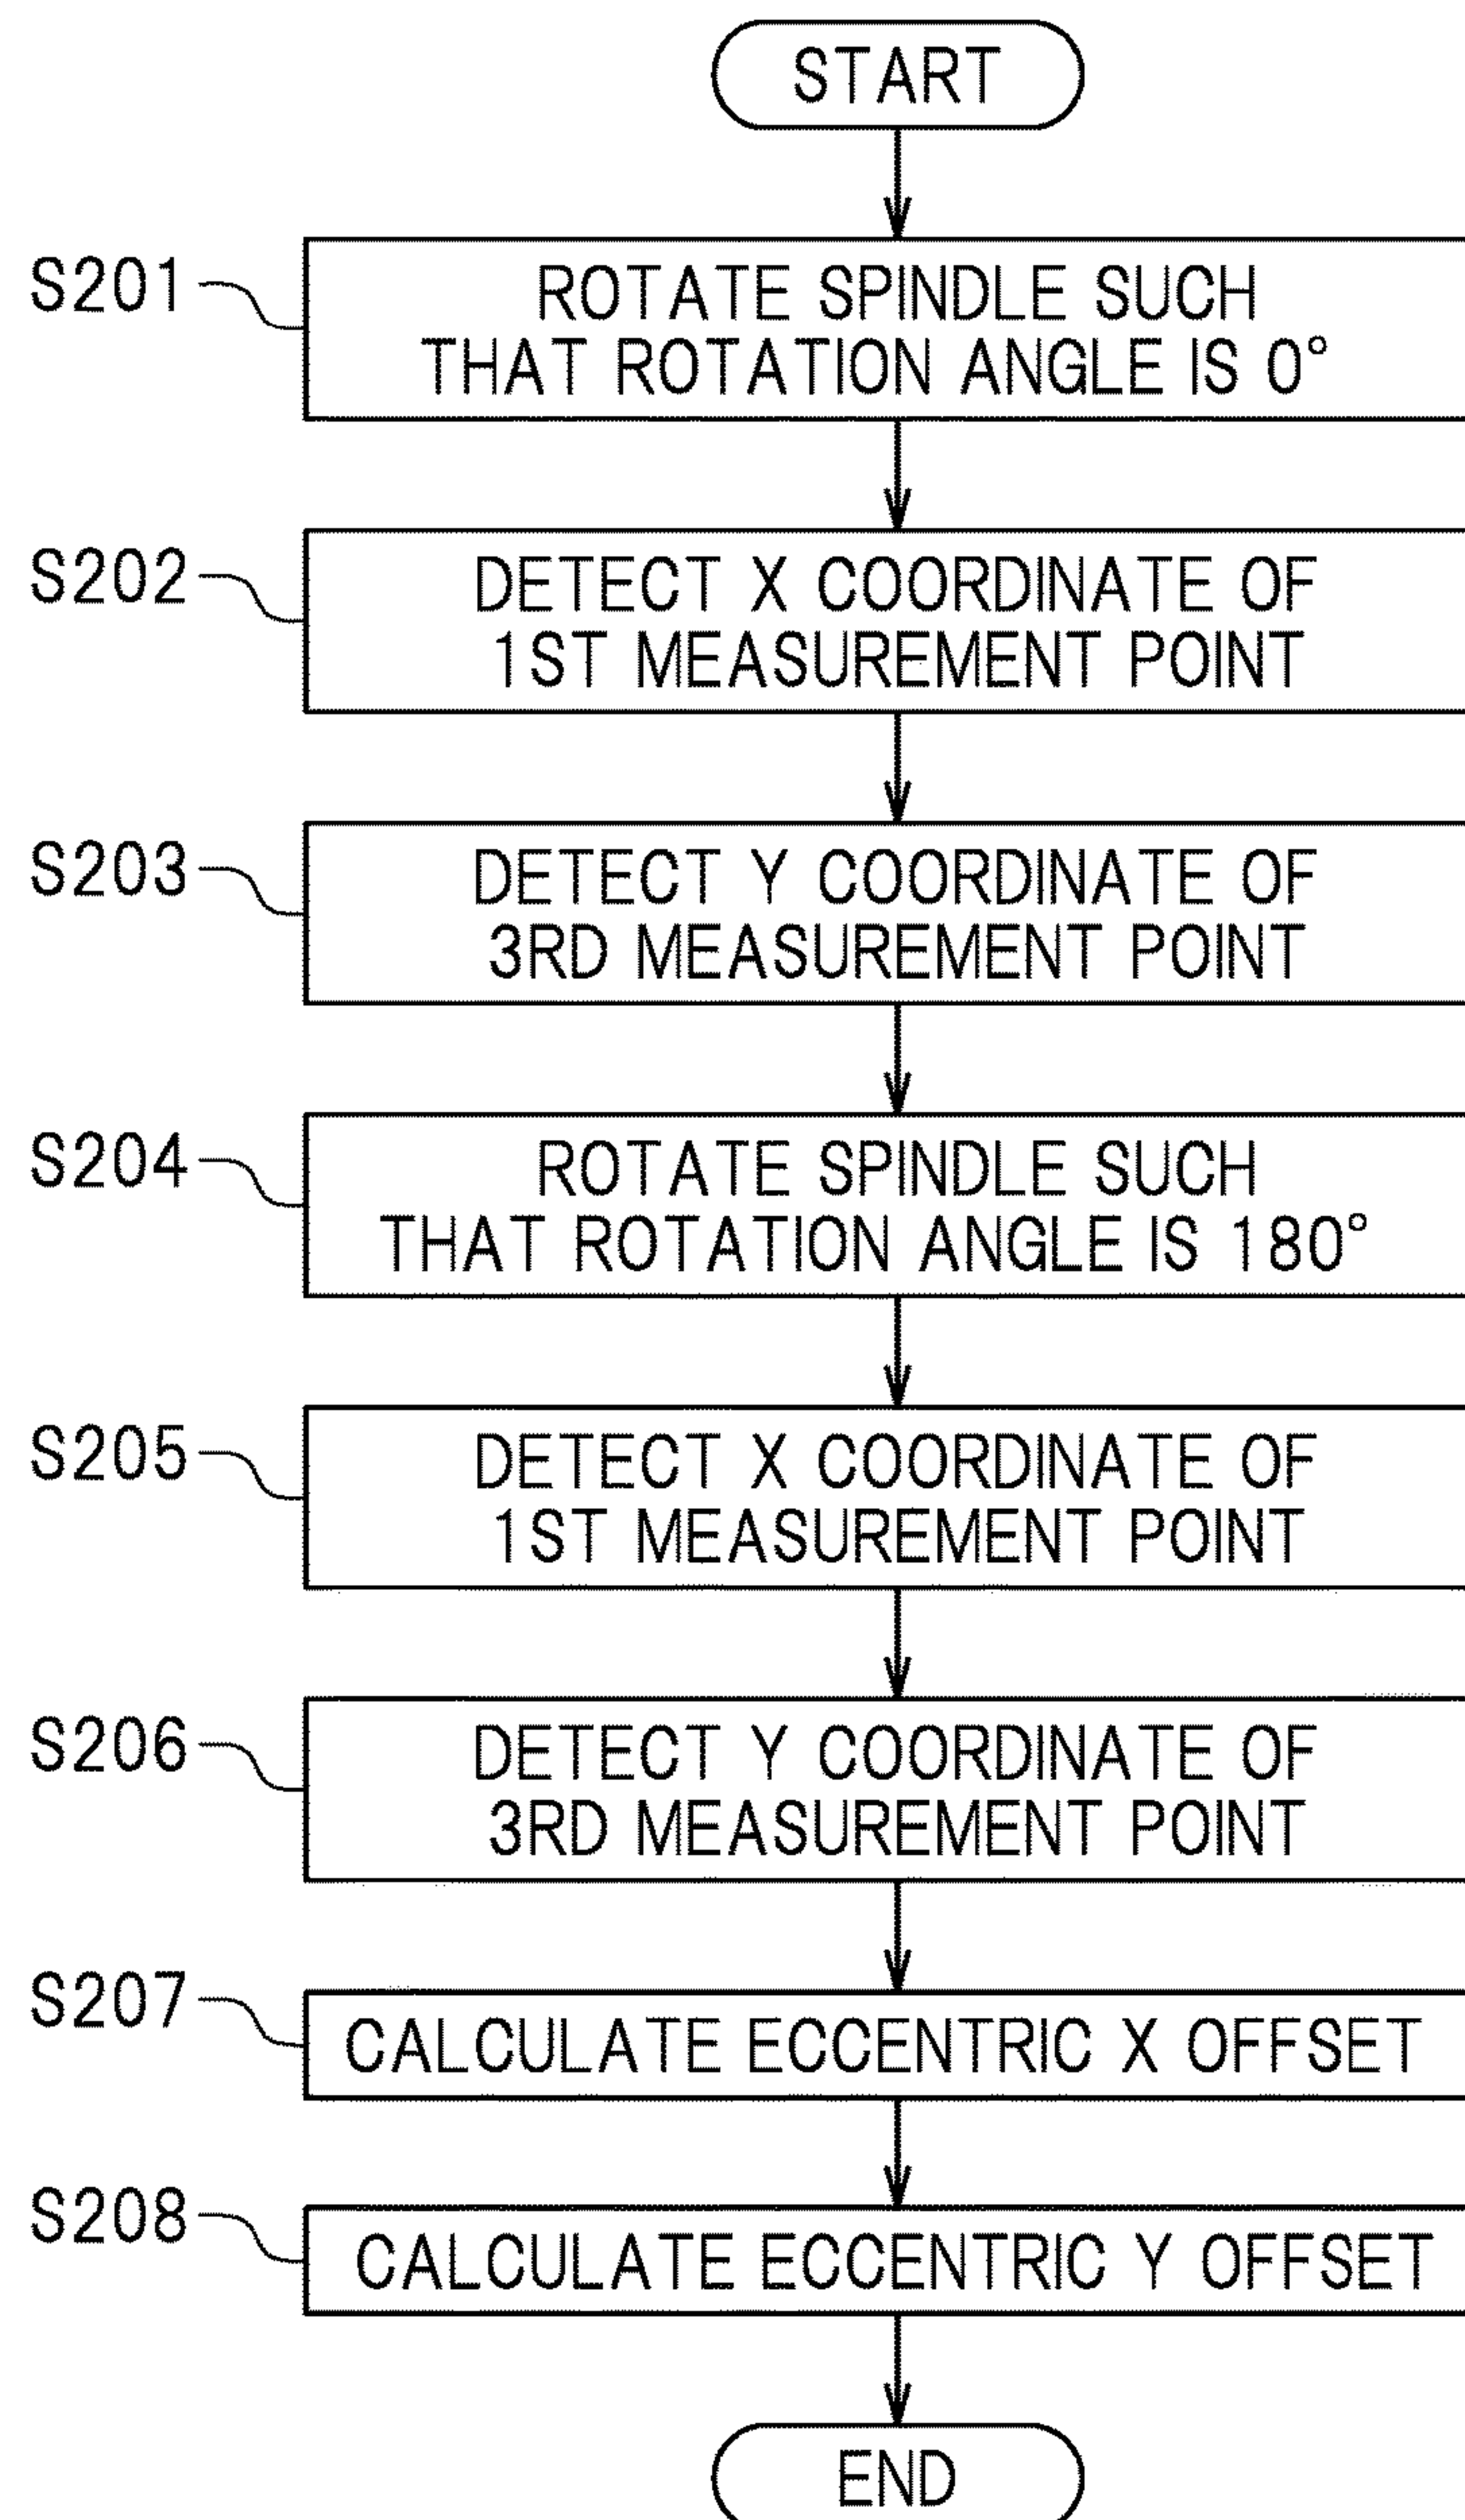 START
S201
ROTATE SPINDLE SUCH
THAT ROTATION ANGLE IS 0°
S202
DETECT X COORDINATE OF
1ST MEASUREMENT POINT
S203
DETECT Y COORDINATE OF
3RD MEASUREMENT POINT
S204
ROTATE SPINDLE SUCH
THAT ROTATION ANGLE IS 180°
S205
DETECT X COORDINATE OF
1ST MEASUREMENT POINT
S206
DETECT Y COORDINATE OF
3RD MEASUREMENT POINT
S207
CALCULATE ECCENTRIC X OFFSET
S208
CALCULATE ECCENTRIC Y OFFSET
END